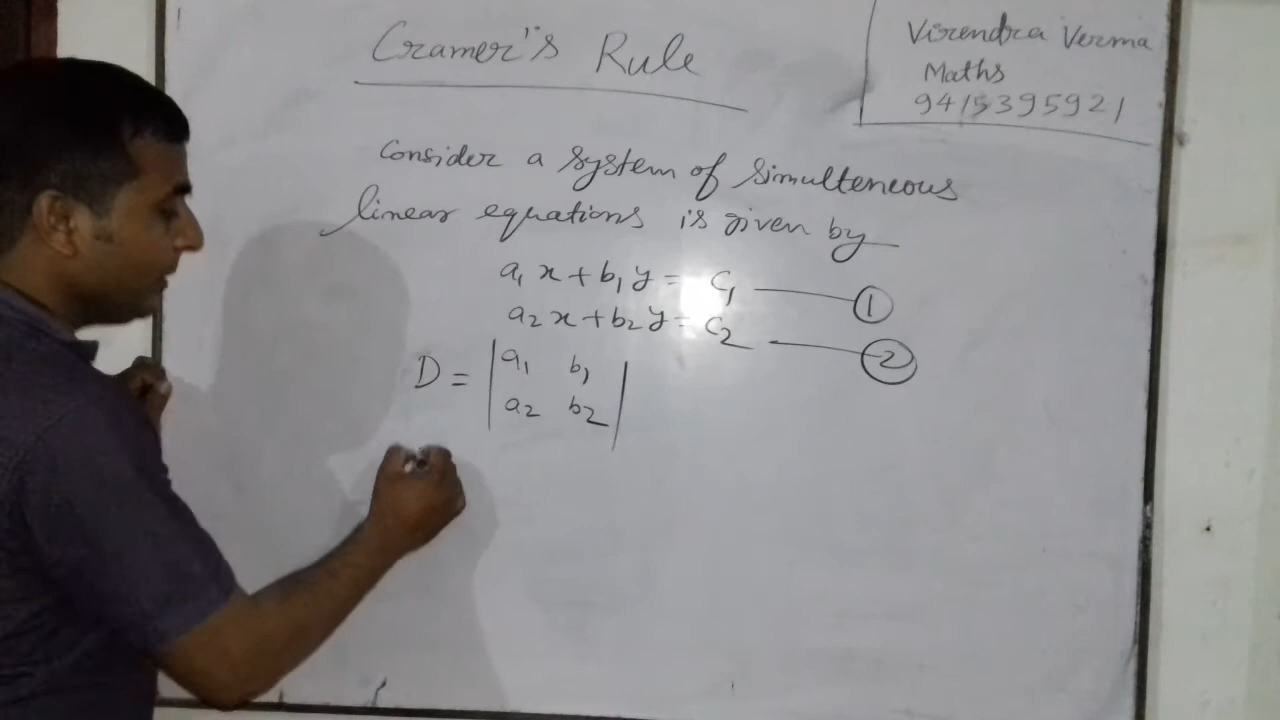 Cramer's Rule
Virendra Verma
Maths
9415395921
Consider a system of simulteneous
linear equations is given by
a₁x + b₁y = c₁ — ①
a₂x + b₂y = c₂ — ②
D = | a₁ b₁ |
| a₂ b₂ |